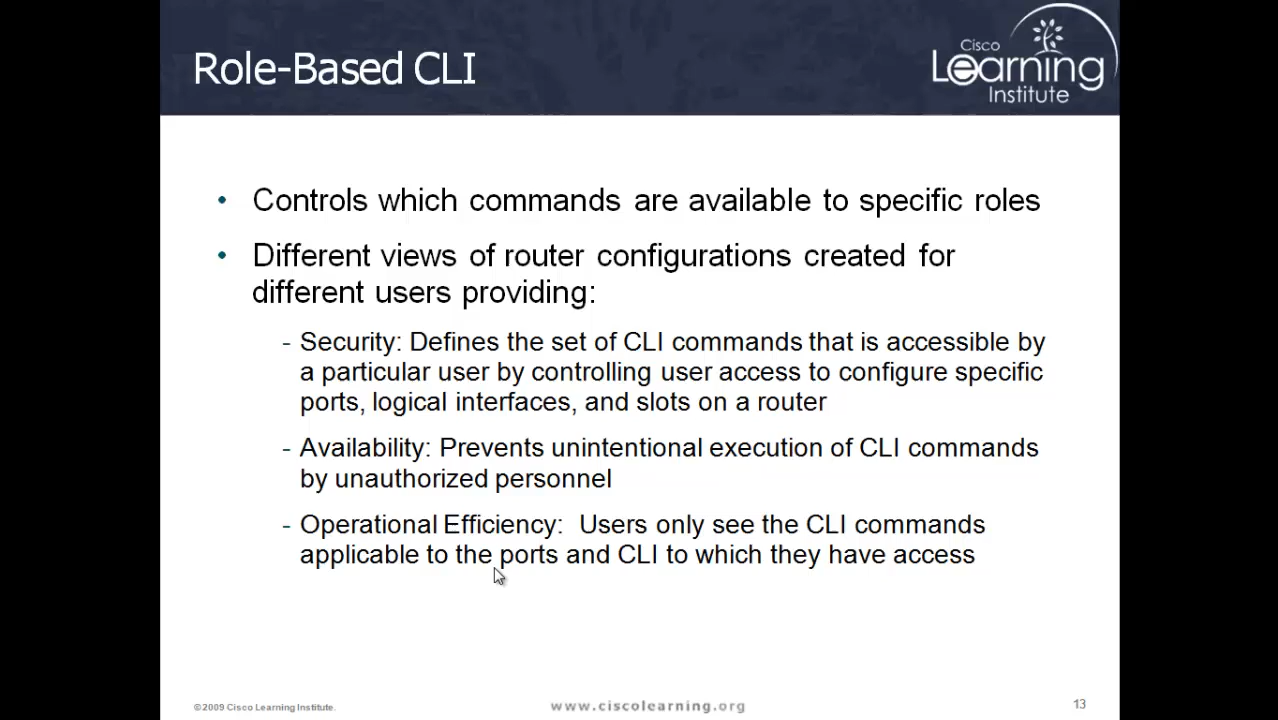 Role-Based CLI
Cisco
Learning
Institute
• Controls which commands are available to specific roles
• Different views of router configurations created for
different users providing:
- Security: Defines the set of CLI commands that is accessible by
a particular user by controlling user access to configure specific
ports, logical interfaces, and slots on a router
- Availability: Prevents unintentional execution of CLI commands
by unauthorized personnel
- Operational Efficiency:  Users only see the CLI commands
applicable to the ports and CLI to which they have access
©2009 Cisco Learning Institute.
www.ciscolearning.org
13